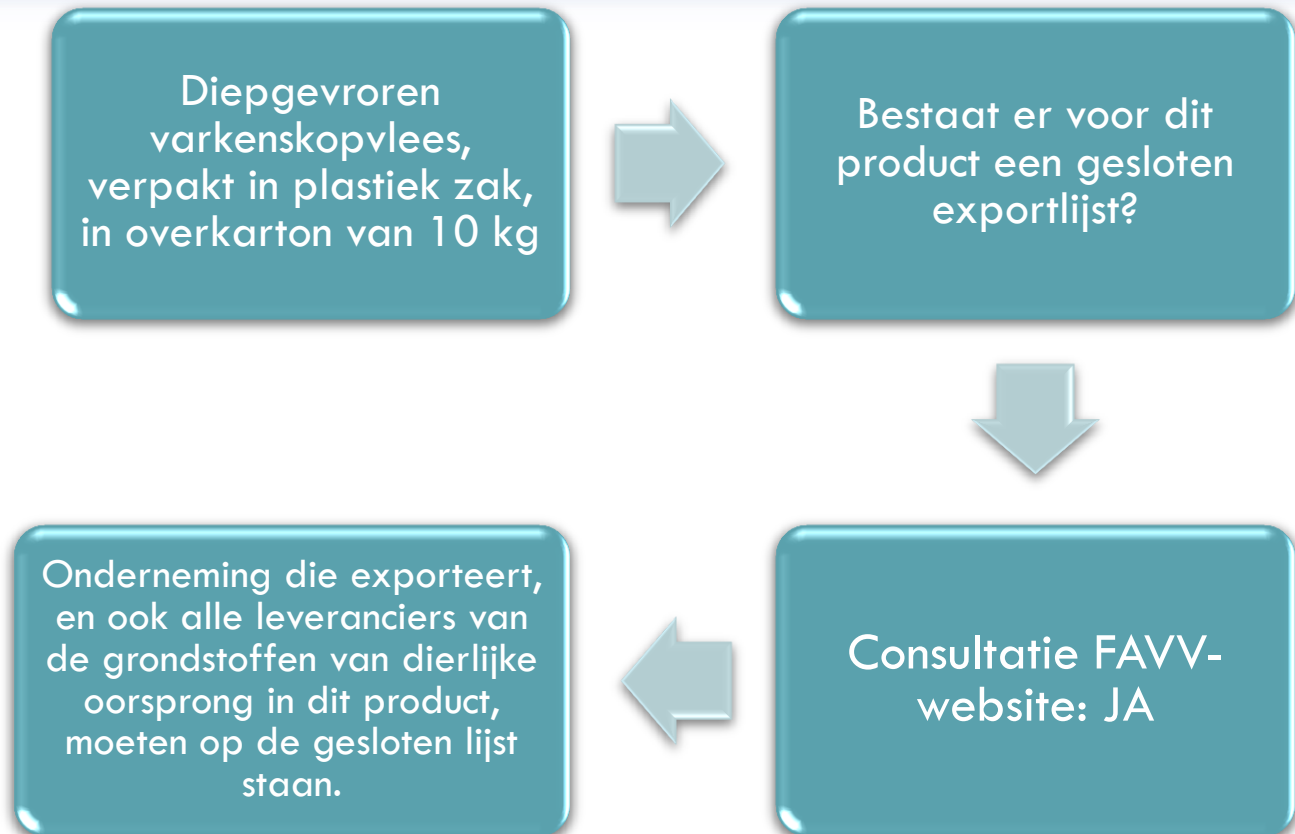 Diepgevroren
varkenskopvlees,
verpakt in plastiek zak,
in overkarton van 10 kg
Bestaat er voor dit
product een gesloten
exportlijst?
Consultatie FAVV-
website: JA
Onderneming die exporteert,
en ook alle leveranciers van
de grondstoffen van dierlijke
oorsprong in dit product,
moeten op de gesloten lijst
staan.